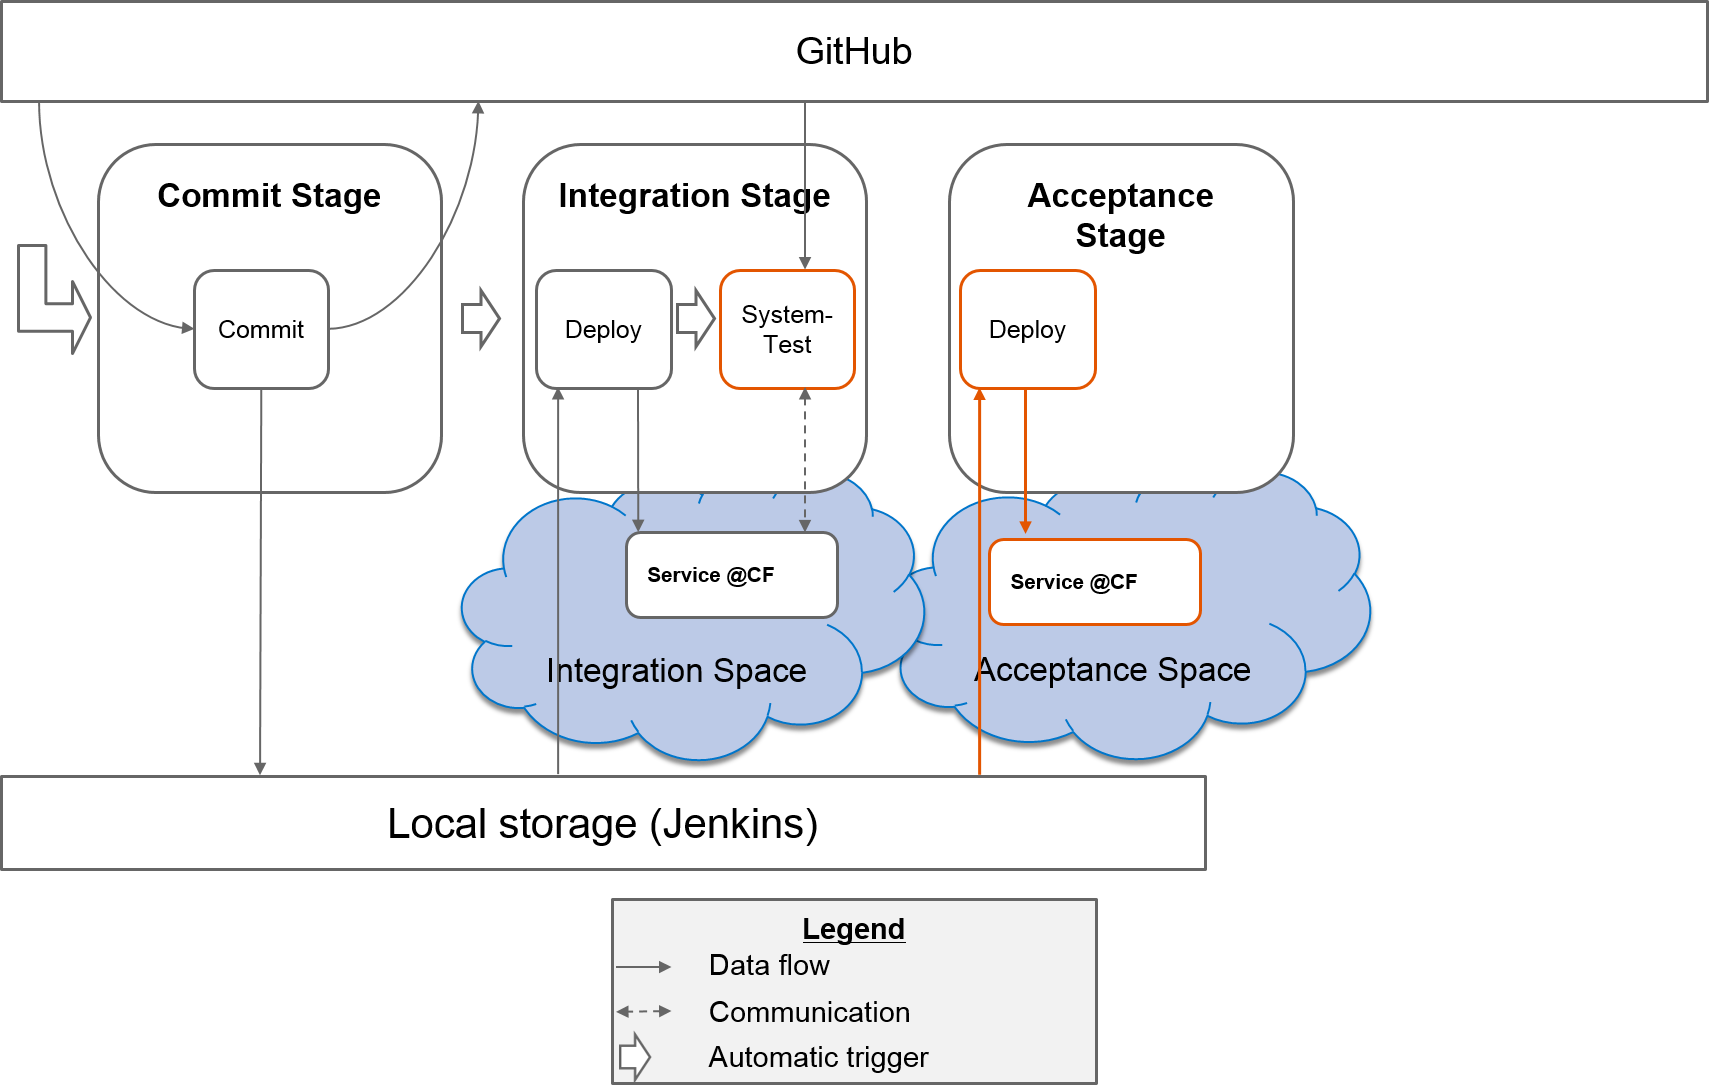 GitHub
Commit Stage
Integration Stage
Acceptance
Stage
Commit
Deploy
System-
Test
Deploy
Service @CF
Service @CF
Integration Space
Acceptance Space
Local storage (Jenkins)
Legend
Data flow
Communication
Automatic trigger